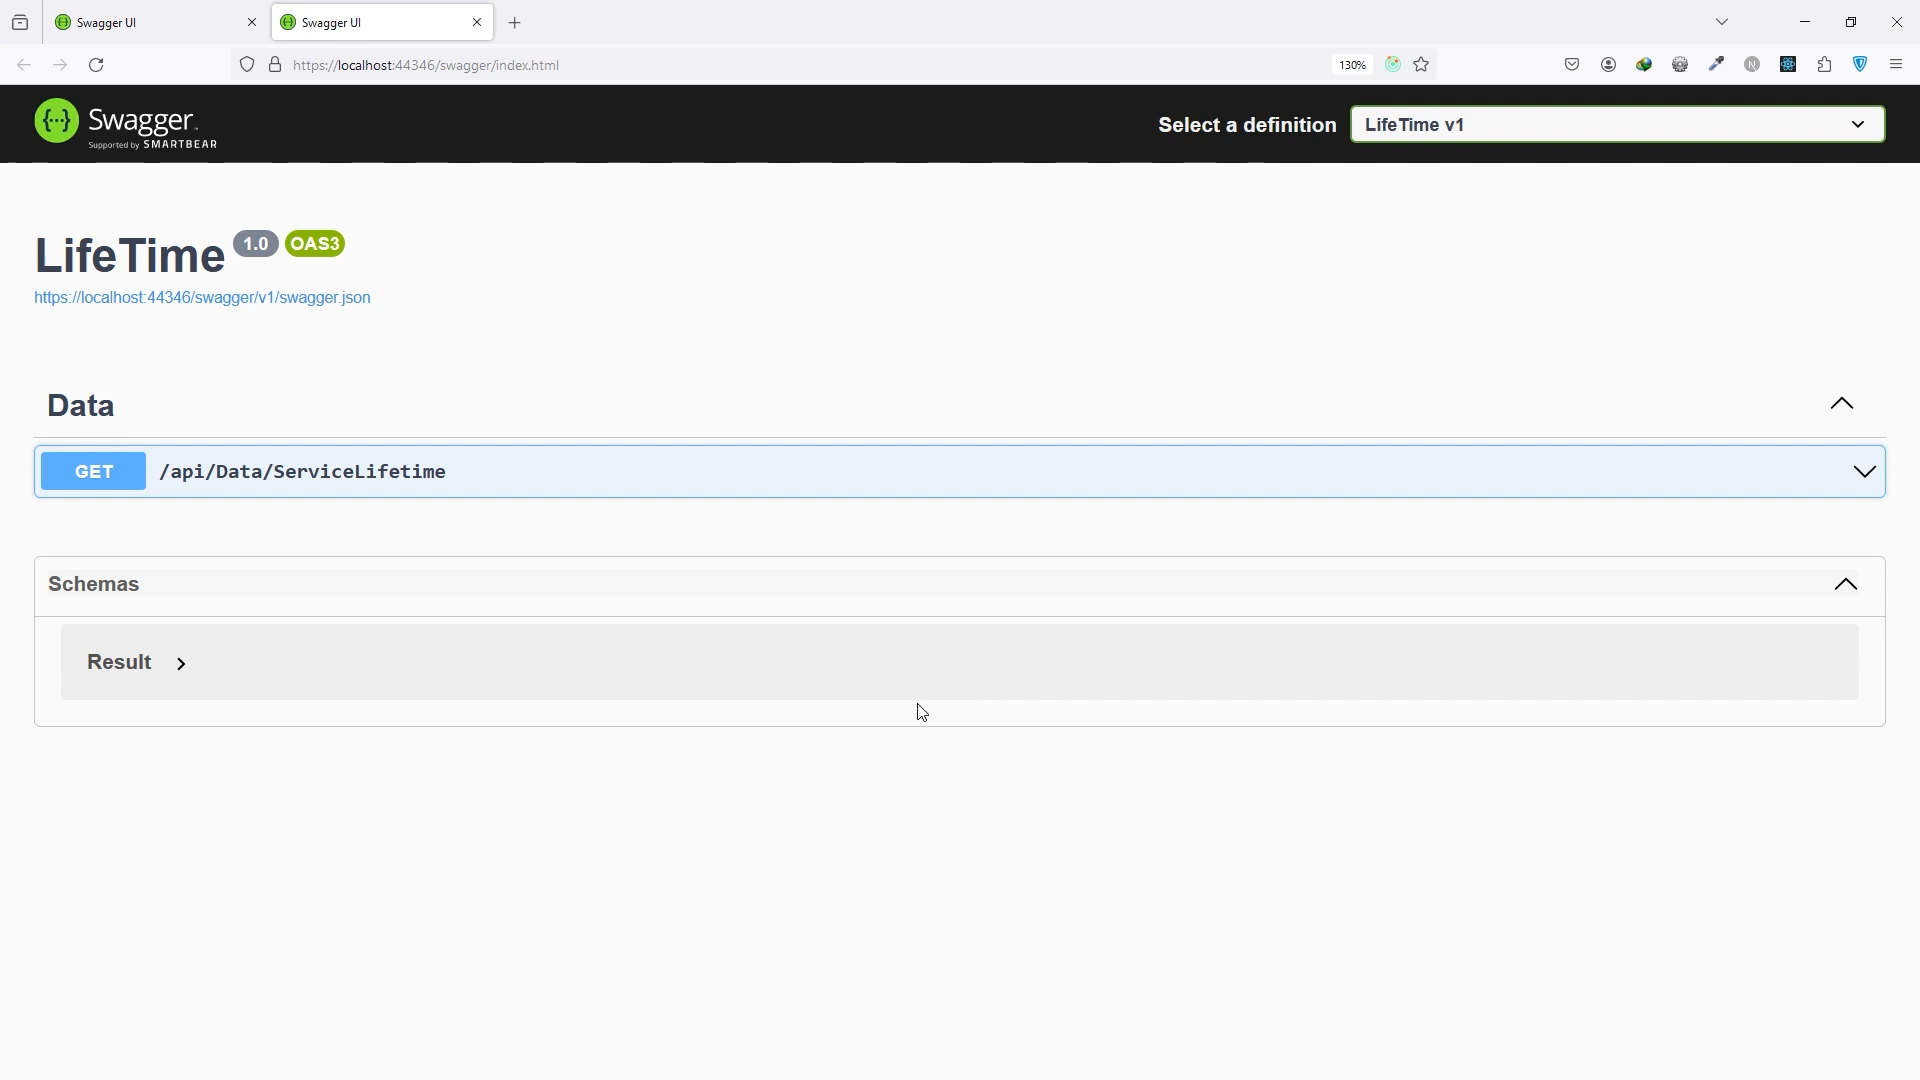 Swagger UI
Swagger UI
https://localhost:44346/swagger/index.html
130%
N
{···} Swagger
Supported by SMARTBEAR
Select a definition
LifeTime v1
LifeTime 1.0 OAS3
https://localhost:44346/swagger/v1/swagger.json
Data
GET /api/Data/ServiceLifetime
Schemas
Result